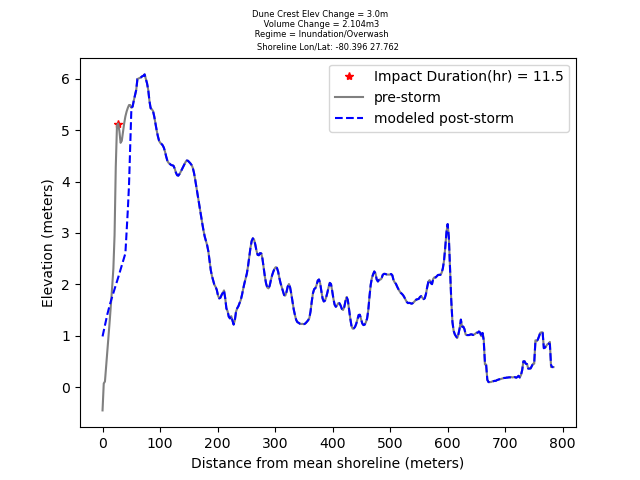 Dune Crest Elev Change = 3.0m
Volume Change = 2.104m3
Regime = Inundation/Overwash
Shoreline Lon/Lat: -80.396 27.762
Impact Duration(hr) = 11.5
pre-storm
modeled post-storm
Elevation (meters)
6
5
4
3
2
1
0
0
100
200
300
400
500
600
700
800
Distance from mean shoreline (meters)